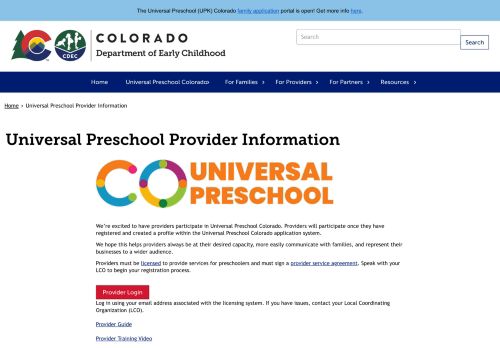 The Universal Preschool (UPK) Colorado family application portal is open! Get more info here.
COLORADO
Department of Early Childhood
CDEC
Search
Search
Home
Universal Preschool Colorado
For Families
For Providers
For Partners
Resources
Home › Universal Preschool Provider Information
Universal Preschool Provider Information
CO UNIVERSAL
PRESCHOOL
We're excited to have providers participate in Universal Preschool Colorado. Providers will participate once they have
registered and created a profile within the Universal Preschool Colorado application system.
We hope this helps providers always be at their desired capacity, more easily communicate with families, and represent their
businesses to a wider audience.
Providers must be licensed to provide services for preschoolers and must sign a provider service agreement. Speak with your
LCO to begin your registration process.
Provider Login
Log in using your email address associated with the licensing system. If you have issues, contact your Local Coordinating
Organization (LCO).
Provider Guide
Provider Training Video